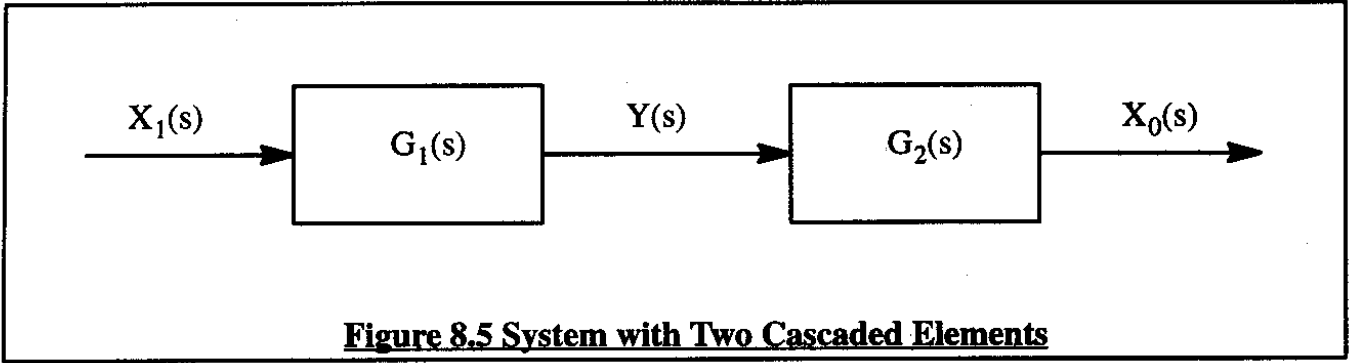 X₁(s)
G₁(s)
Y(s)
G₂(s)
X₀(s)
Figure 8.5 System with Two Cascaded Elements